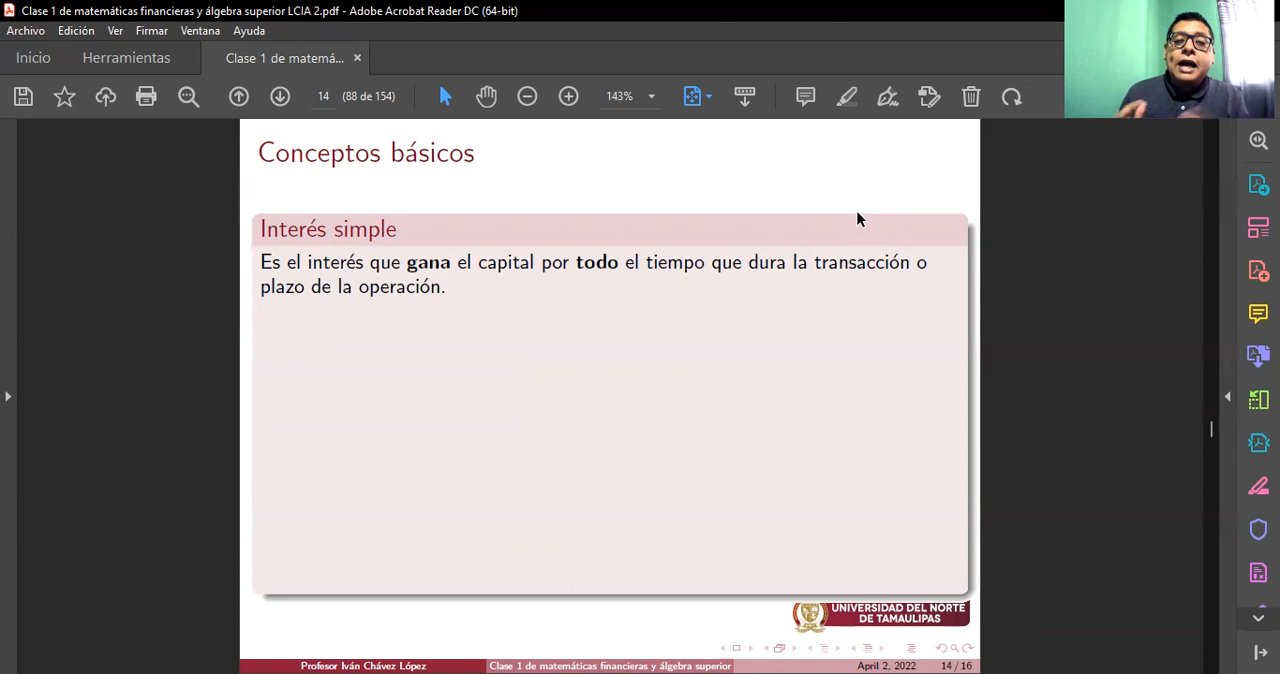 Clase 1 de matemáticas financieras y álgebra superior LCIA 2.pdf - Adobe Acrobat Reader DC (64-bit)
Archivo Edición Ver Firmar Ventana Ayuda
Inicio Herramientas Clase 1 de matemá... ×
14 (88 de 154) 143%
Conceptos básicos
Interés simple
Es el interés que gana el capital por todo el tiempo que dura la transacción o
plazo de la operación.
UNIVERSIDAD DEL NORTE
DE TAMAULIPAS
Profesor Iván Chávez López Clase 1 de matemáticas financieras y álgebra superior April 2, 2022 14 / 16